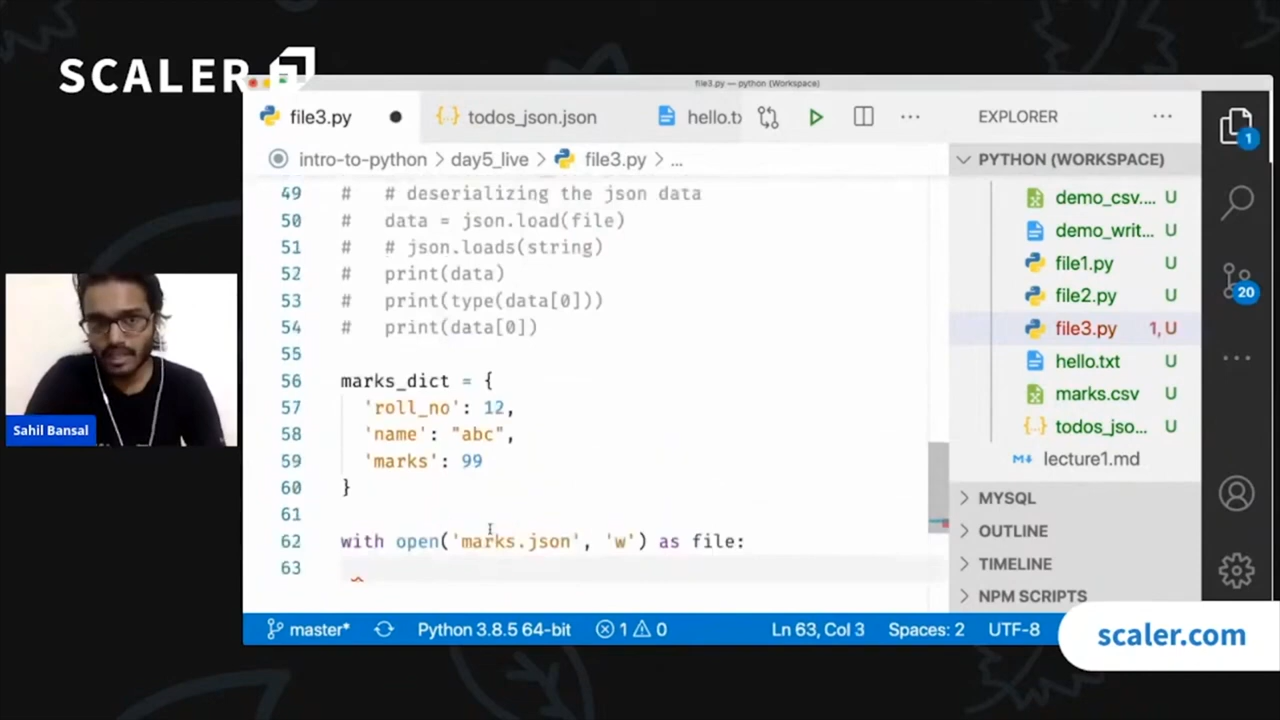 SCALER
file3.py — python (Workspace)
file3.py
todos_json.json
hello.tx
EXPLORER
intro-to-python > day5_live > file3.py > ...
PYTHON (WORKSPACE)
49 #   # deserializing the json data
50 #   data = json.load(file)
51 #   # json.loads(string)
52 #   print(data)
53 #   print(type(data[0]))
54 #   print(data[0])
55
56 marks_dict = {
57   'roll_no': 12,
58   'name': "abc",
59   'marks': 99
60 }
61
62 with open('marks.json', 'w') as file:
63
demo_csv.... U
demo_writ... U
file1.py U
file2.py U
file3.py 1, U
hello.txt U
marks.csv U
todos_jso... U
lecture1.md
MYSQL
OUTLINE
TIMELINE
NPM SCRIPTS
1
20
Sahil Bansal
master* Python 3.8.5 64-bit 1 0 Ln 63, Col 3 Spaces: 2 UTF-8
scaler.com